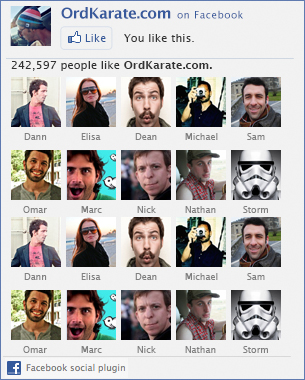 OrdKarate.com on Facebook
Like You like this.
242,597 people like OrdKarate.com.
Dann Elisa Dean Michael Sam
Omar Marc Nick Nathan Storm
Dann Elisa Dean Michael Sam
Omar Marc Nick Nathan Storm
Facebook social plugin